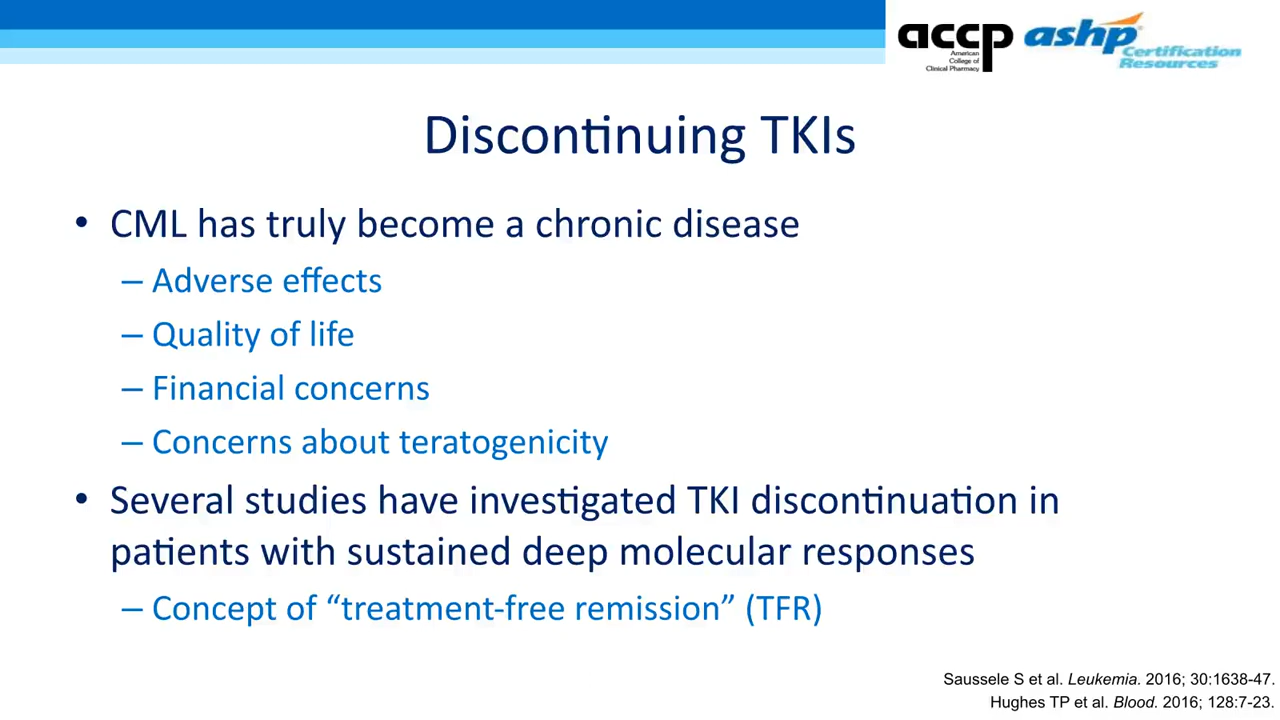 accp
American
College of
Clinical Pharmacy
ashp®
Certification
Resources
Discontinuing TKIs
• CML has truly become a chronic disease
– Adverse effects
– Quality of life
– Financial concerns
– Concerns about teratogenicity
• Several studies have investigated TKI discontinuation in
patients with sustained deep molecular responses
– Concept of “treatment-free remission” (TFR)
Saussele S et al. Leukemia. 2016; 30:1638-47.
Hughes TP et al. Blood. 2016; 128:7-23.